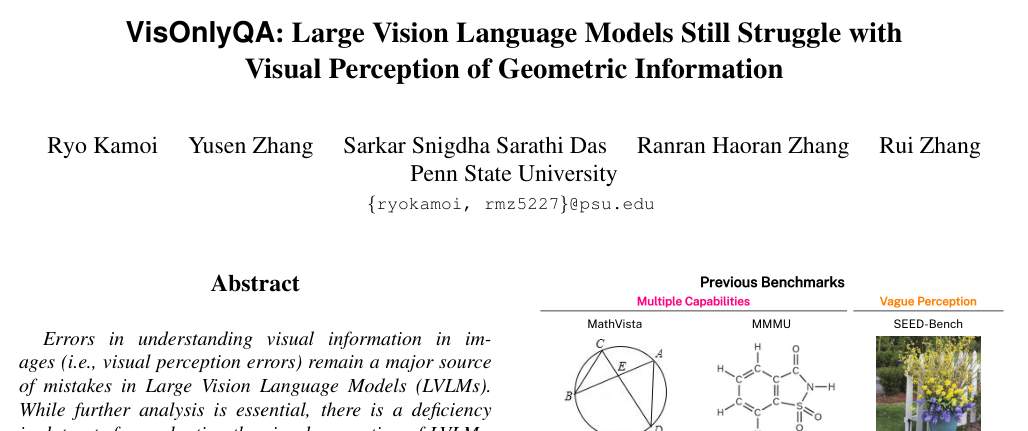 VisOnlyQA: Large Vision Language Models Still Struggle with
Visual Perception of Geometric Information
Ryo Kamoi Yusen Zhang Sarkar Snigdha Sarathi Das Ranran Haoran Zhang Rui Zhang
Penn State University
{ryokamoi, rmz5227}@psu.edu
Abstract
Errors in understanding visual information in im-
ages (i.e., visual perception errors) remain a major source
of mistakes in Large Vision Language Models (LVLMs).
While further analysis is essential, there is a deficiency
Previous Benchmarks
Multiple Capabilities Vague Perception
MathVista MMMU SEED-Bench
C
A
E
B
D
H O
H
N H
S O
H
O